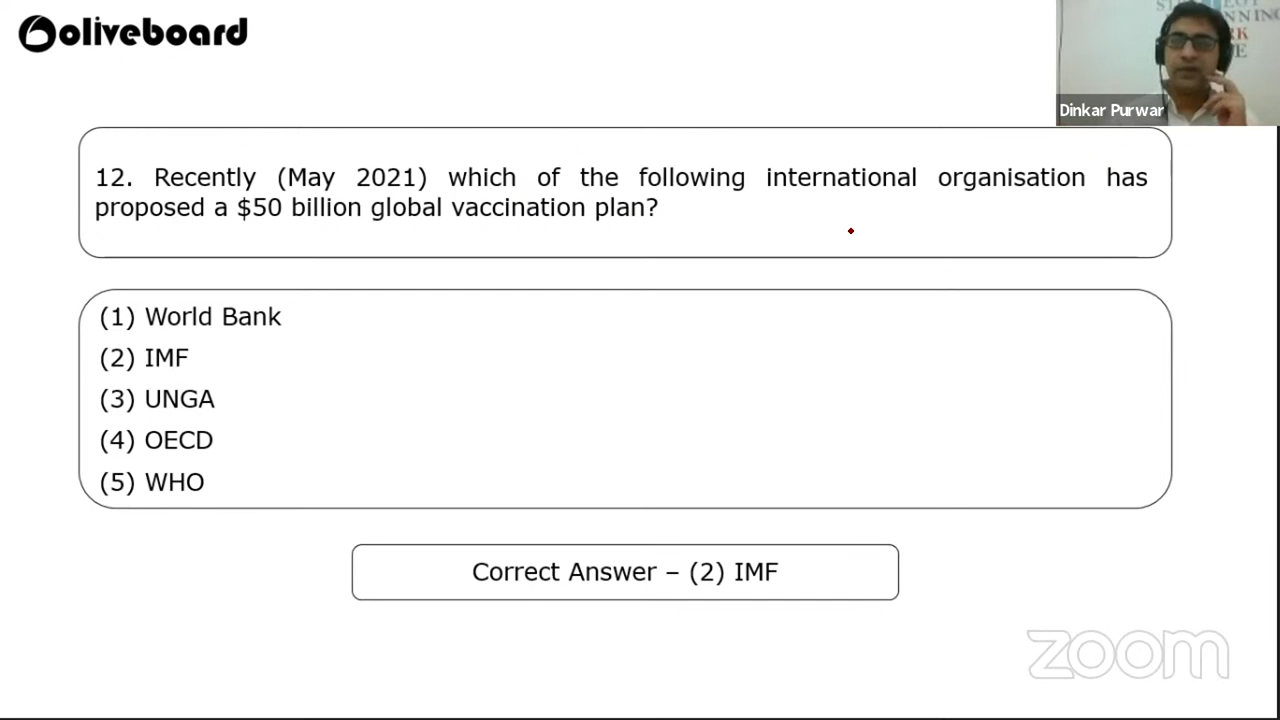 oliveboard
Dinkar Purwar
12. Recently (May 2021) which of the following international organisation has
proposed a $50 billion global vaccination plan?
(1) World Bank
(2) IMF
(3) UNGA
(4) OECD
(5) WHO
Correct Answer – (2) IMF
zoom